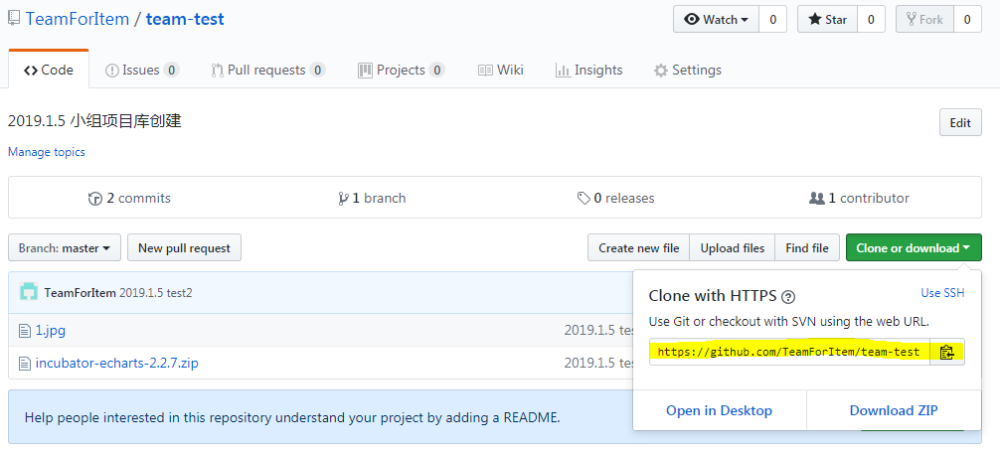 TeamForItem / team-test
Watch 0 Star 0 Fork 0
Code Issues 0 Pull requests 0 Projects 0 Wiki Insights Settings
2019.1.5 小组项目库创建
Edit
Manage topics
2 commits 1 branch 0 releases 1 contributor
Branch: master New pull request Create new file Upload files Find file Clone or download
TeamForItem 2019.1.5 test2
1.jpg 2019.1.5 tes
incubator-echarts-2.2.7.zip 2019.1.5 tes
Help people interested in this repository understand your project by adding a README.
Clone with HTTPS ? Use SSH
Use Git or checkout with SVN using the web URL.
https://github.com/TeamForItem/team-test
Open in Desktop Download ZIP